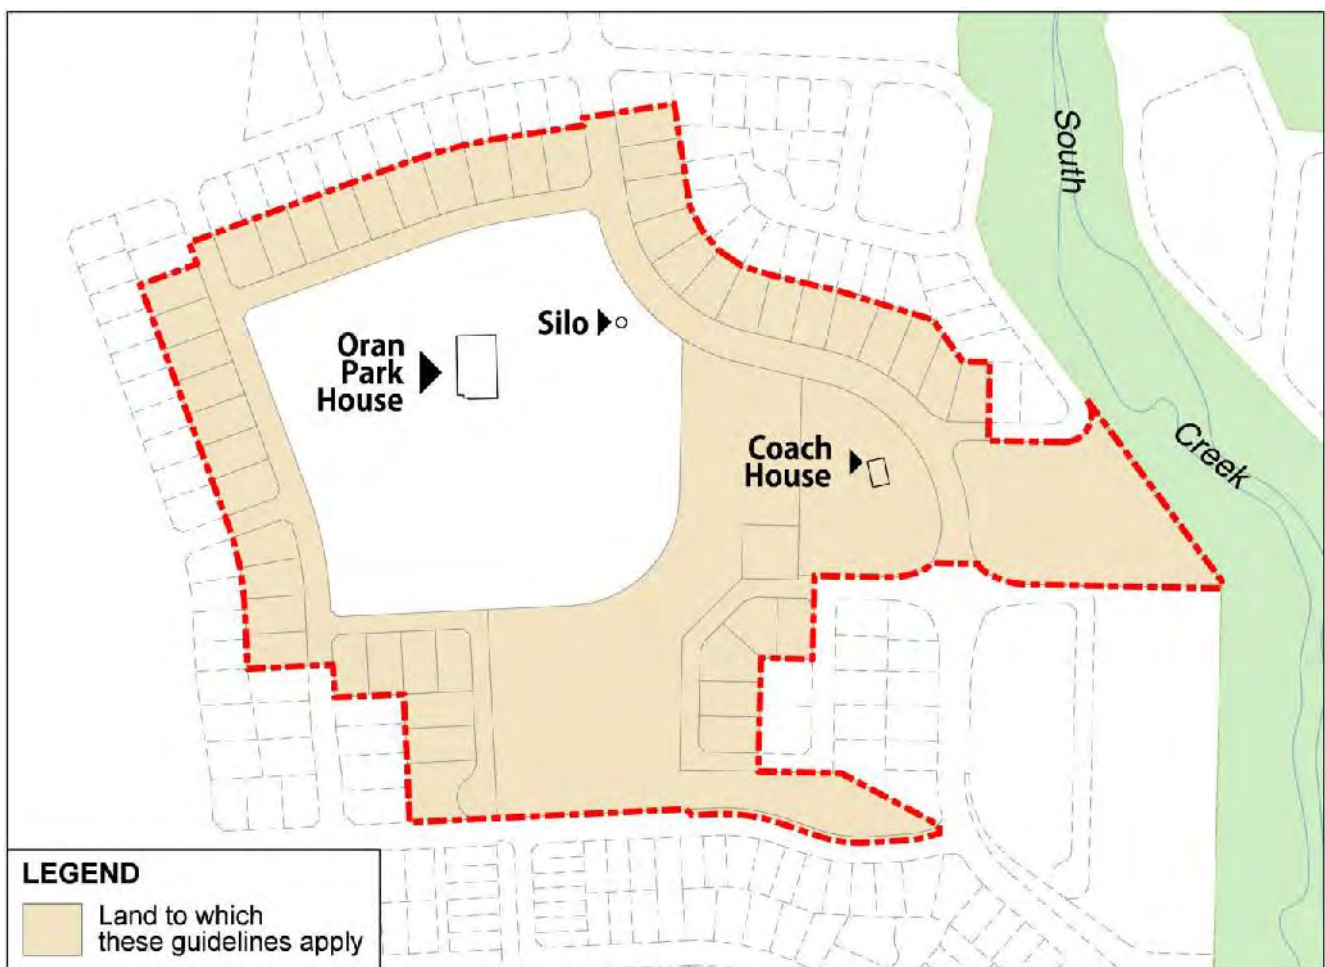 South
Creek
Silo
Oran
Park
House
Coach
House
LEGEND
Land to which
these guidelines apply